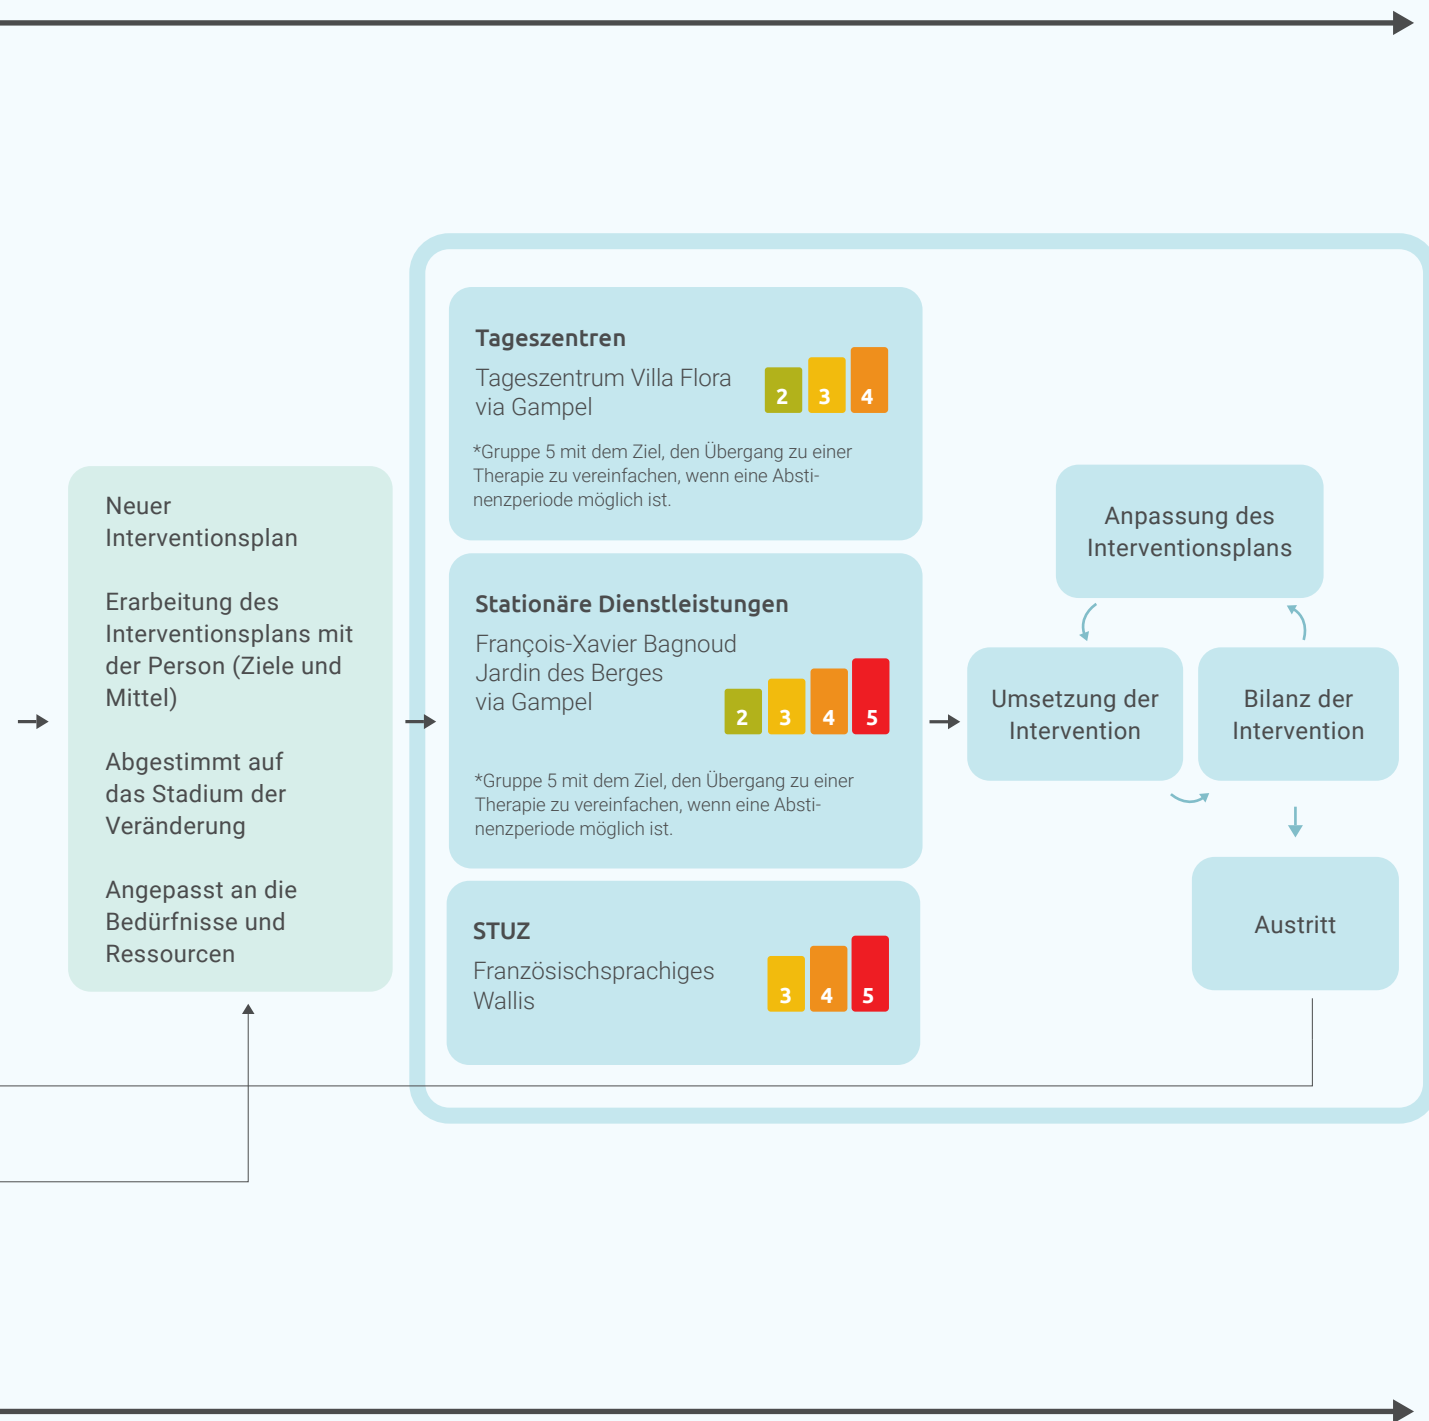 Neuer
Interventionsplan
Erarbeitung des
Interventionsplans mit
der Person (Ziele und
Mittel)
Abgestimmt auf
das Stadium der
Veränderung
Angepasst an die
Bedürfnisse und
Ressourcen
Tageszentren
Tageszentrum Villa Flora
via Gampel
2 3 4
*Gruppe 5 mit dem Ziel, den Übergang zu einer
Therapie zu vereinfachen, wenn eine Absti-
nenzperiode möglich ist.
Stationäre Dienstleistungen
François-Xavier Bagnoud
Jardin des Berges
via Gampel
2 3 4 5
*Gruppe 5 mit dem Ziel, den Übergang zu einer
Therapie zu vereinfachen, wenn eine Absti-
nenzperiode möglich ist.
STUZ
Französischsprachiges
Wallis
3 4 5
Anpassung des
Interventionsplans
Umsetzung der
Intervention
Bilanz der
Intervention
Austritt